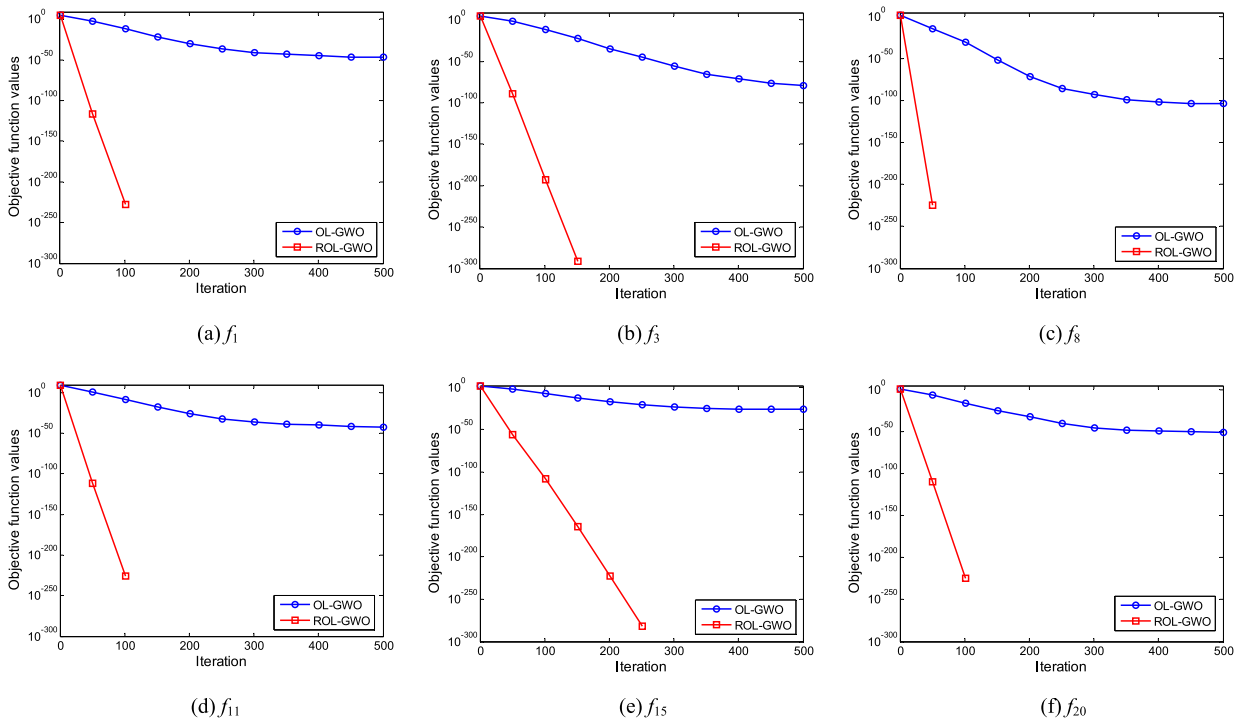 Objective function values
10^0
10^-50
10^-100
10^-150
10^-200
10^-250
10^-300
0 100 200 300 400 500
Iteration
OL-GWO
ROL-GWO
(a) f1
Objective function values
10^0
10^-50
10^-100
10^-150
10^-200
10^-250
10^-300
0 100 200 300 400 500
Iteration
OL-GWO
ROL-GWO
(b) f3
Objective function values
10^0
10^-50
10^-100
10^-150
10^-200
10^-250
10^-300
0 100 200 300 400 500
Iteration
OL-GWO
ROL-GWO
(c) f8
Objective function values
10^0
10^-50
10^-100
10^-150
10^-200
10^-250
10^-300
0 100 200 300 400 500
Iteration
OL-GWO
ROL-GWO
(d) f11
Objective function values
10^0
10^-50
10^-100
10^-150
10^-200
10^-250
10^-300
0 100 200 300 400 500
Iteration
OL-GWO
ROL-GWO
(e) f15
Objective function values
10^0
10^-50
10^-100
10^-150
10^-200
10^-250
10^-300
0 100 200 300 400 500
Iteration
OL-GWO
ROL-GWO
(f) f20